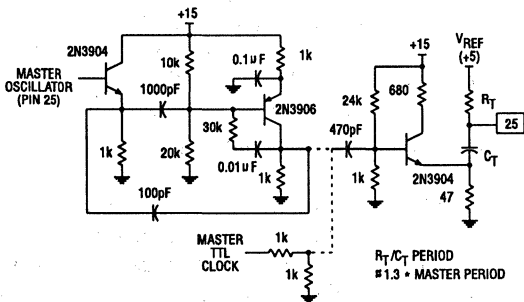 +15
2N3904
MASTER
OSCILLATOR
(PIN 25)
10k
0.1uF
1k
1000pF
2N3906
30k
1k
20k
0.01uF
1k
100pF
+15
VREF
(+5)
24k
680
RT
25
470pF
CT
1k
2N3904
47
MASTER
TTL
CLOCK
1k
1k
RT/CT PERIOD
#1.3 * MASTER PERIOD